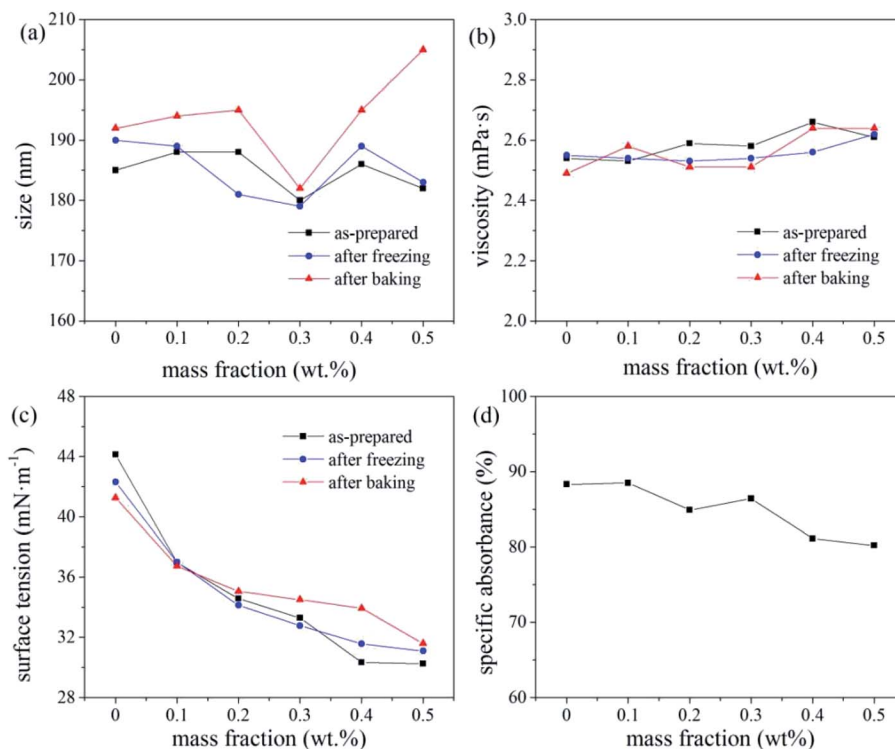 (a)
210
200
190
180
170
160
size (nm)
as-prepared
after freezing
after baking
0 0.1 0.2 0.3 0.4 0.5
mass fraction (wt.%)
(b)
3.0
2.8
2.6
2.4
2.2
2.0
viscosity (mPa·s)
as-prepared
after freezing
after baking
0 0.1 0.2 0.3 0.4 0.5
mass fraction (wt.%)
(c)
48
44
40
36
32
28
surface tension (mN·m⁻¹)
as-prepared
after freezing
after baking
0 0.1 0.2 0.3 0.4 0.5
mass fraction (wt.%)
(d)
100
90
80
70
60
specific absorbance (%)
0 0.1 0.2 0.3 0.4 0.5
mass fraction (wt%)